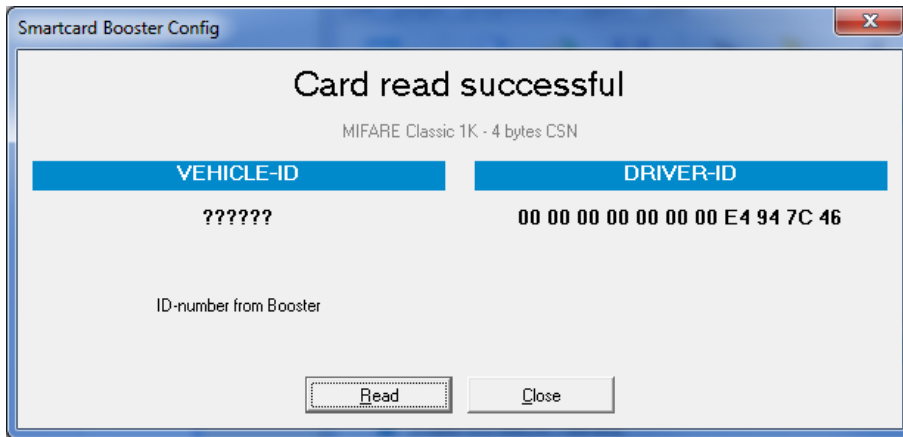 Smartcard Booster Config
Card read successful
MIFARE Classic 1K - 4 bytes CSN
VEHICLE-ID
DRIVER-ID
??????
00 00 00 00 00 00 00 E4 94 7C 46
ID-number from Booster
Read
Close